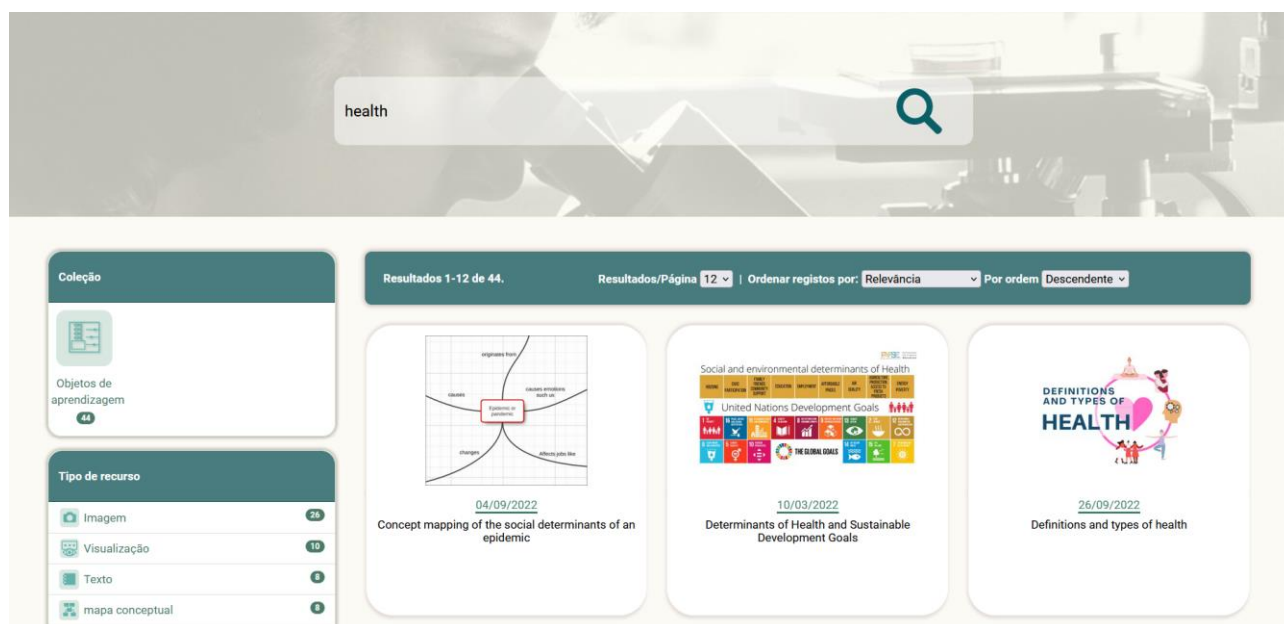 health
Coleção
Objetos de
aprendizagem
44
Tipo de recurso
Imagem 26
Visualização 10
Texto 8
mapa conceptual 8
Resultados 1-12 de 44. Resultados/Página 12 | Ordenar registos por: Relevância Por ordem Descendente
originates from
causes
causes emotions
such us
Epidemic or
pandemic
changes
Affects jobs like
04/09/2022
Concept mapping of the social determinants of an
epidemic
Social and environmental determinants of Health
United Nations Development Goals
THE GLOBAL GOALS
10/03/2022
Determinants of Health and Sustainable
Development Goals
DEFINITIONS
AND TYPES OF
HEALTH
26/09/2022
Definitions and types of health